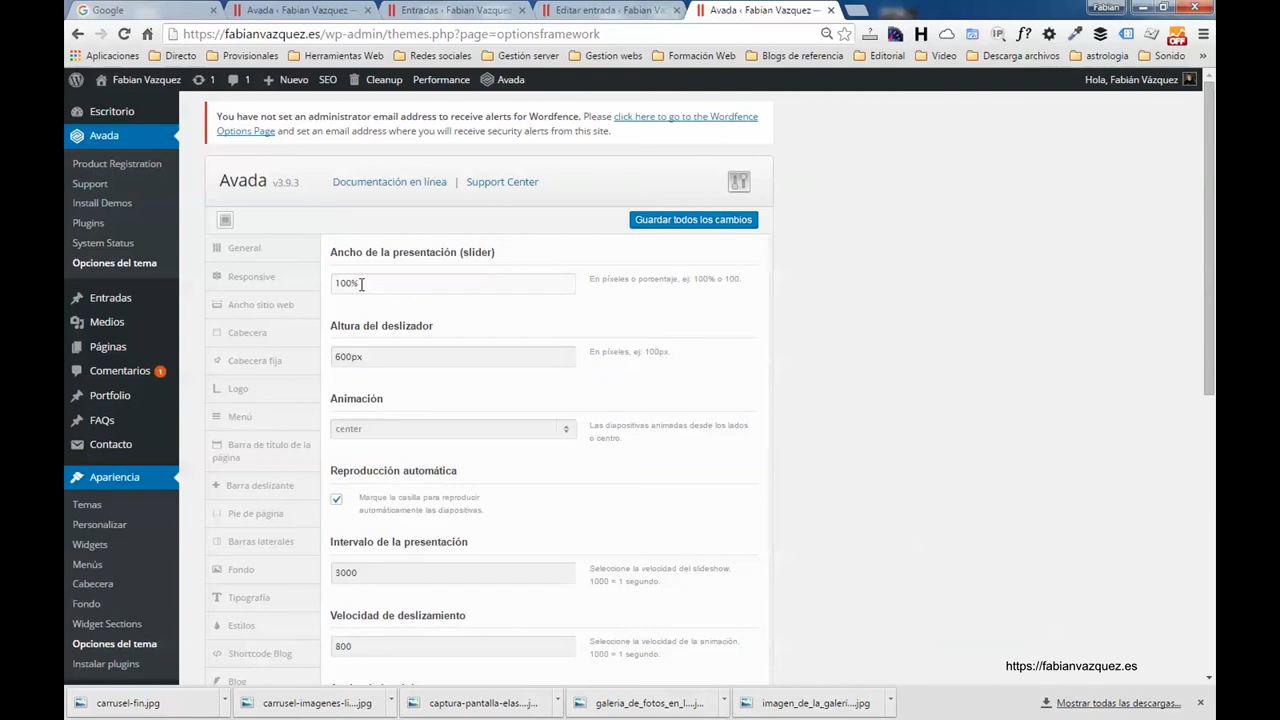 Google
Avada ‹ Fabian Vazquez —
Entradas ‹ Fabian Vazquez
Editar entrada ‹ Fabian Va
Avada ‹ Fabian Vazquez —
Fabian
https://fabianvazquez.es/wp-admin/themes.php?page=optionsframework
Aplicaciones
Directo
Provisionales
Herramientas Web
Redes sociales
Gestión server
Gestion webs
Formación Web
Blogs de referencia
Editorial
Video
Descarga archivos
astrologia
Sonido
Fabian Vazquez
1
1
Nuevo
SEO
Cleanup
Performance
Avada
Hola, Fabián Vázquez
Escritorio
Avada
Product Registration
Support
Install Demos
Plugins
System Status
Opciones del tema
Entradas
Medios
Páginas
Comentarios 1
Portfolio
FAQs
Contacto
Apariencia
Temas
Personalizar
Widgets
Menús
Cabecera
Fondo
Widget Sections
Opciones del tema
Instalar plugins
You have not set an administrator email address to receive alerts for Wordfence. Please click here to go to the Wordfence
Options Page and set an email address where you will receive security alerts from this site.
Avada v3.9.3
Documentación en línea | Support Center
Guardar todos los cambios
General
Responsive
Ancho sitio web
Cabecera
Cabecera fija
Logo
Menú
Barra de título de la
página
Barra deslizante
Pie de página
Barras laterales
Fondo
Tipografía
Estilos
Shortcode Blog
Blog
Ancho de la presentación (slider)
100%
En píxeles o porcentaje, ej: 100% o 100.
Altura del deslizador
600px
En píxeles, ej: 100px.
Animación
center
Las diapositivas animadas desde los lados
o centro.
Reproducción automática
Marque la casilla para reproducir
automáticamente las diapositivas.
Intervalo de la presentación
3000
Seleccione la velocidad del slideshow,
1000 = 1 segundo.
Velocidad de deslizamiento
800
Seleccione la velocidad de la animación,
1000 = 1 segundo.
https://fabianvazquez.es
carrusel-fin.jpg
carrusel-imagenes-li....jpg
captura-pantalla-elas....j...
galeria_de_fotos_en_l....j...
imagen_de_la_galeri....jpg
Mostrar todas las descargas...